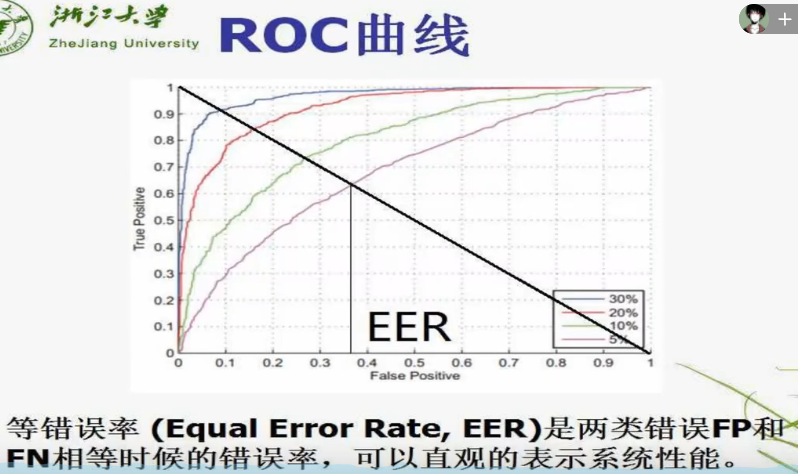 浙江大学
ZheJiang University
ROC曲线
1
0.9
0.8
0.7
0.6
0.5
0.4
0.3
0.2
0.1
0
True Positive
30%
20%
10%
5%
EER
0 0.1 0.2 0.3 0.4 0.5 0.6 0.7 0.8 0.9 1
False Positive
等错误率 (Equal Error Rate, EER)是两类错误FP和
FN相等时候的错误率，可以直观的表示系统性能。